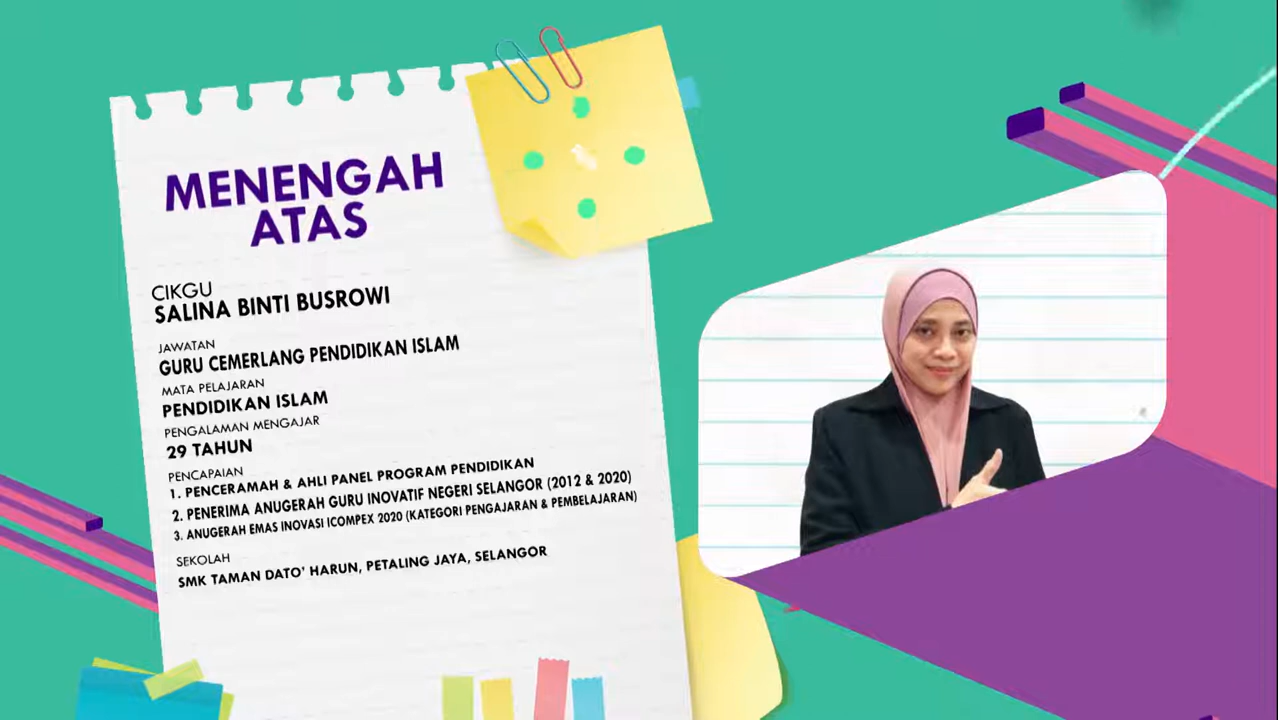 MENENGAH
ATAS
CIKGU
SALINA BINTI BUSROWI
JAWATAN
GURU CEMERLANG PENDIDIKAN ISLAM
MATA PELAJARAN
PENDIDIKAN ISLAM
PENGALAMAN MENGAJAR
29 TAHUN
PENCAPAIAN
1. PENCERAMAH & AHLI PANEL PROGRAM PENDIDIKAN
2. PENERIMA ANUGERAH GURU INOVATIF NEGERI SELANGOR (2012 & 2020)
3. ANUGERAH EMAS INOVASI ICOMPEX 2020 (KATEGORI PENGAJARAN & PEMBELAJARAN)
SEKOLAH
SMK TAMAN DATO' HARUN, PETALING JAYA, SELANGOR